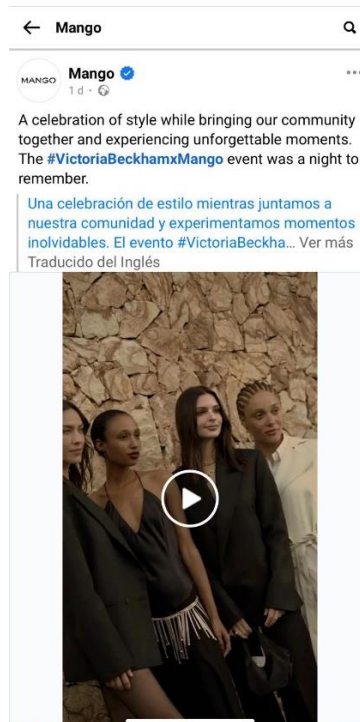 Mango
MANGO
Mango
1 d ·
A celebration of style while bringing our community
together and experiencing unforgettable moments.
The #VictoriaBeckhamxMango event was a night to
remember.
Una celebración de estilo mientras juntamos a
nuestra comunidad y experimentamos momentos
inolvidables. El evento #VictoriaBeckha... Ver más
Traducido del Inglés